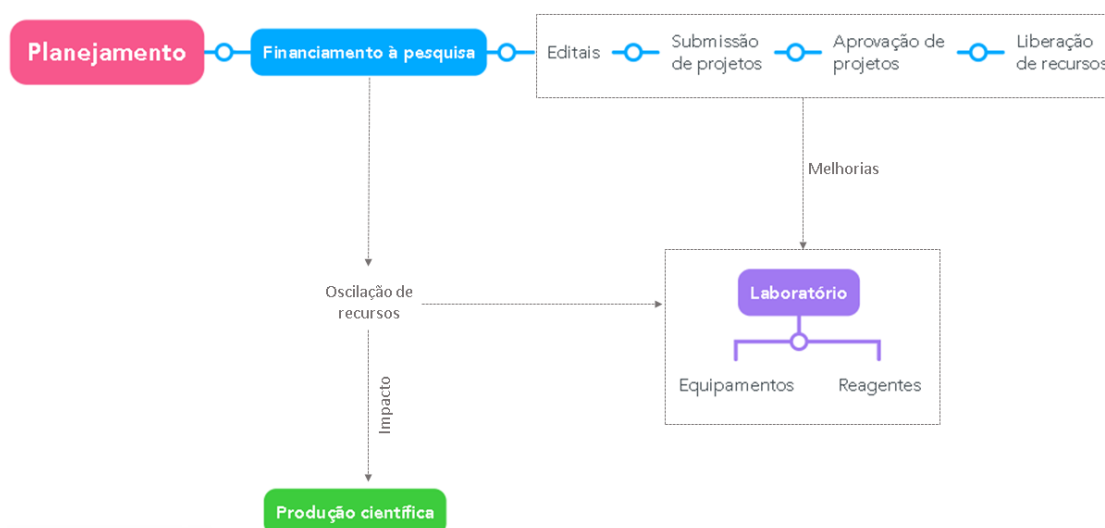 Planejamento
Financiamento à pesquisa
Editais
Submissão
de projetos
Aprovação de
projetos
Liberação
de recursos
Melhorias
Oscilação de
recursos
Laboratório
Equipamentos
Reagentes
Impacto
Produção científica